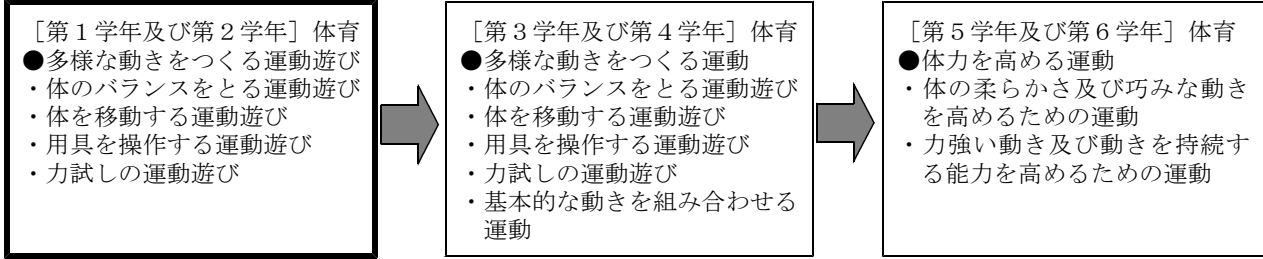 ［第１学年及び第２学年］体育
●多様な動きをつくる運動遊び
・体のバランスをとる運動遊び
・体を移動する運動遊び
・用具を操作する運動遊び
・力試しの運動遊び
［第３学年及び第４学年］体育
●多様な動きをつくる運動
・体のバランスをとる運動遊び
・体を移動する運動遊び
・用具を操作する運動遊び
・力試しの運動遊び
・基本的な動きを組み合わせる
運動
［第５学年及び第６学年］体育
●体力を高める運動
・体の柔らかさ及び巧みな動き
を高めるための運動
・力強い動き及び動きを持続す
る能力を高めるための運動